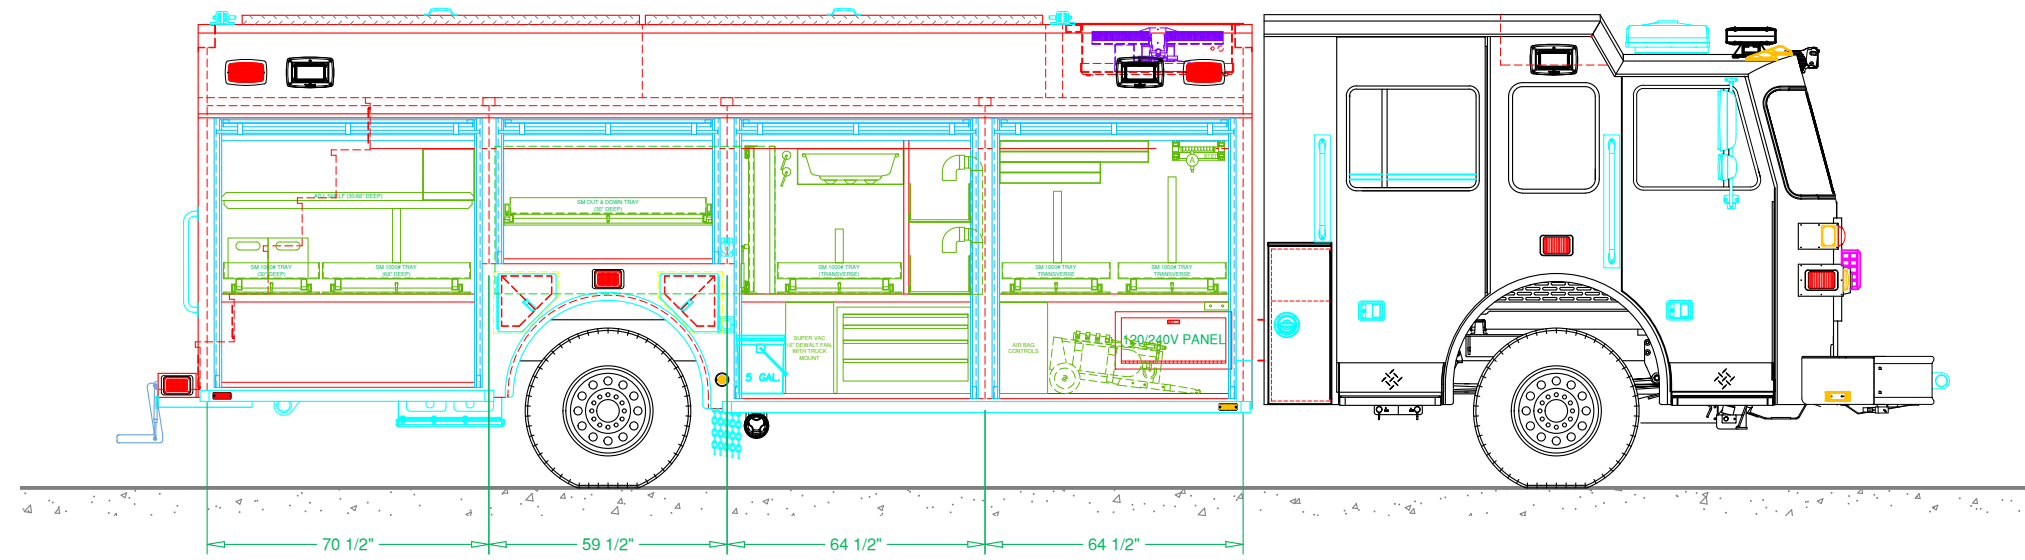 ADJ SHELF (30/68" DEEP)
SM OUT & DOWN TRAY
(30" DEEP)
A
SM 1000# TRAY
(30" DEEP)
SM 1000# TRAY
(68" DEEP)
SM 1000# TRAY
(TRANSVERSE)
SM 1000# TRAY
TRANSVERSE
SM 1000# TRAY
TRANSVERSE
SUPER VAC
16" DEWALT FAN,
WITH TRUCK
MOUNT
AIR BAG
CONTROLS
120/240V PANEL
5 GAL.
70 1/2"
59 1/2"
64 1/2"
64 1/2"